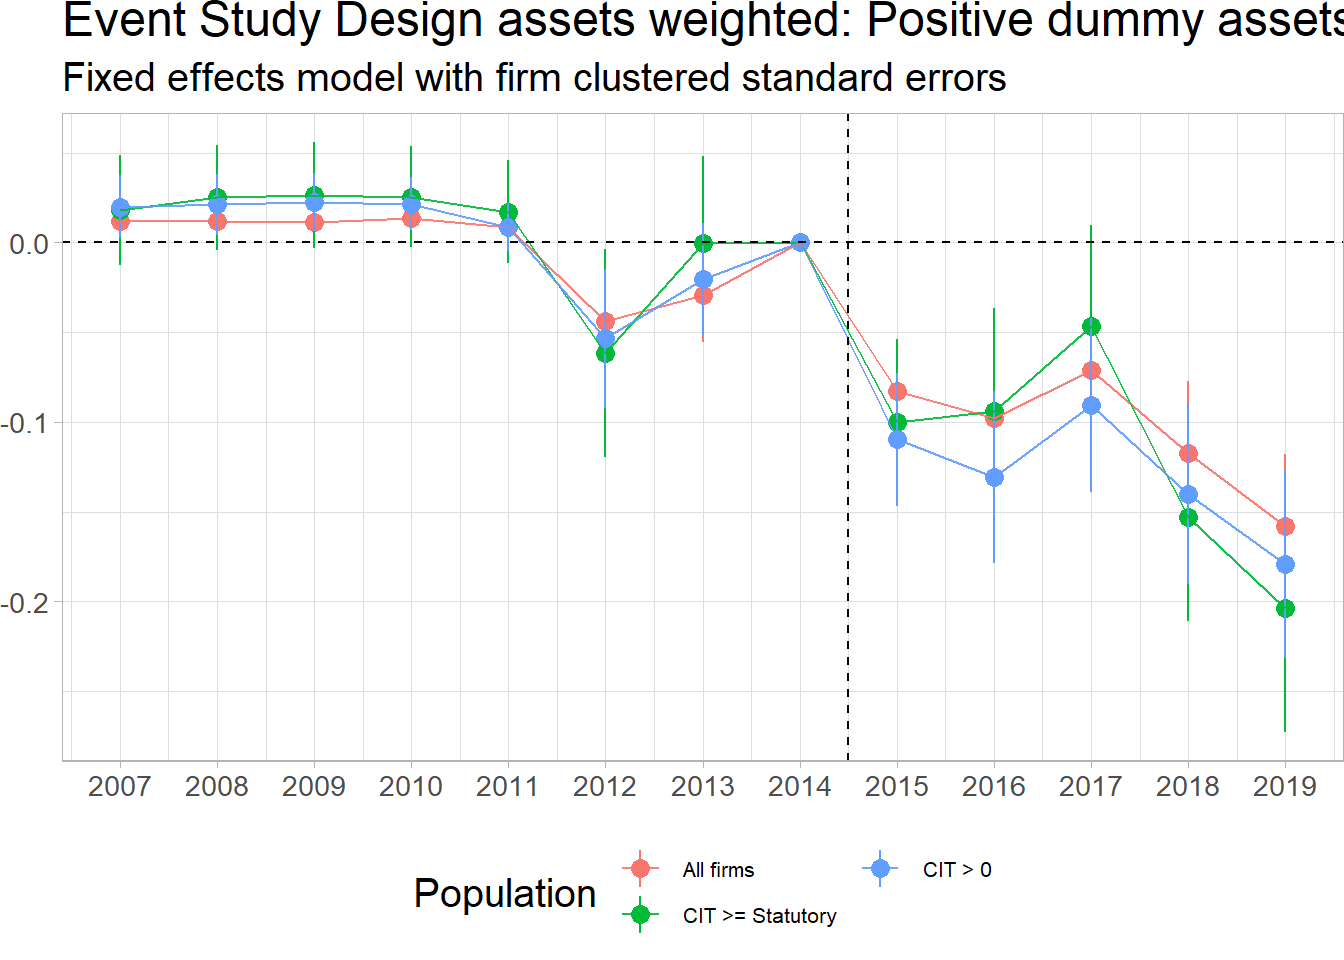 Event Study Design assets weighted: Positive dummy assets
Fixed effects model with firm clustered standard errors
0.0
-0.1
-0.2
2007 2008 2009 2010 2011 2012 2013 2014 2015 2016 2017 2018 2019
Population
All firms
CIT > 0
CIT >= Statutory